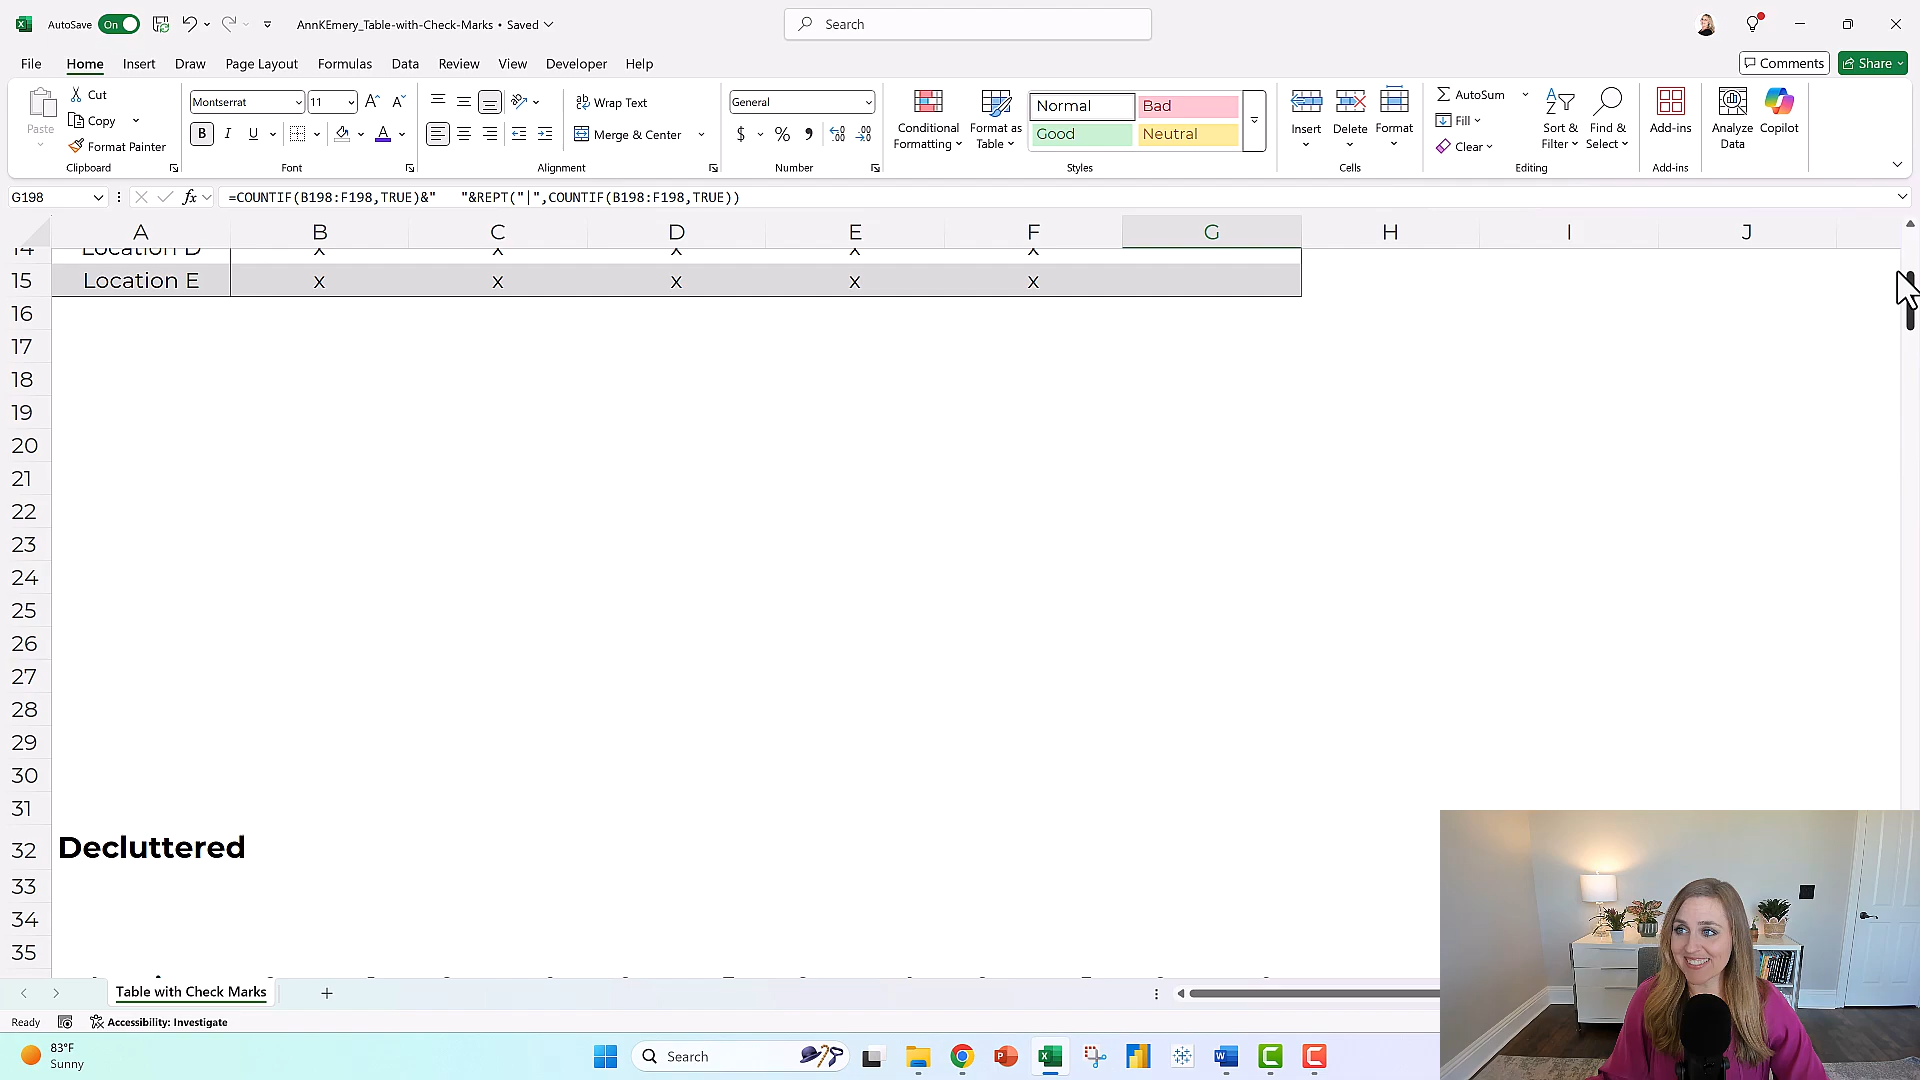 AutoSave On AnnKEmery_Table-with-Check-Marks • Saved Search
File Home Insert Draw Page Layout Formulas Data Review View Developer Help Comments Share
Paste Cut Copy Format Painter Clipboard
Montserrat 11 B I U A Font
Wrap Text Merge & Center Alignment
General $ % Number
Conditional Formatting Format as Table Normal Bad Good Neutral Styles
Insert Delete Format Cells
AutoSum Fill Clear Sort & Filter Find & Select Editing
Add-ins Add-ins
Analyze Data Copilot
G198 fx =COUNTIF(B198:F198,TRUE)&"   "&REPT("|",COUNTIF(B198:F198,TRUE))
A B C D E F G H I J
14 Location D x x x x x
15 Location E x x x x x
16
17
18
19
20
21
22
23
24
25
26
27
28
29
30
31
32 Decluttered
33
34
35
Table with Check Marks
Ready Accessibility: Investigate
83°F
Sunny
Search